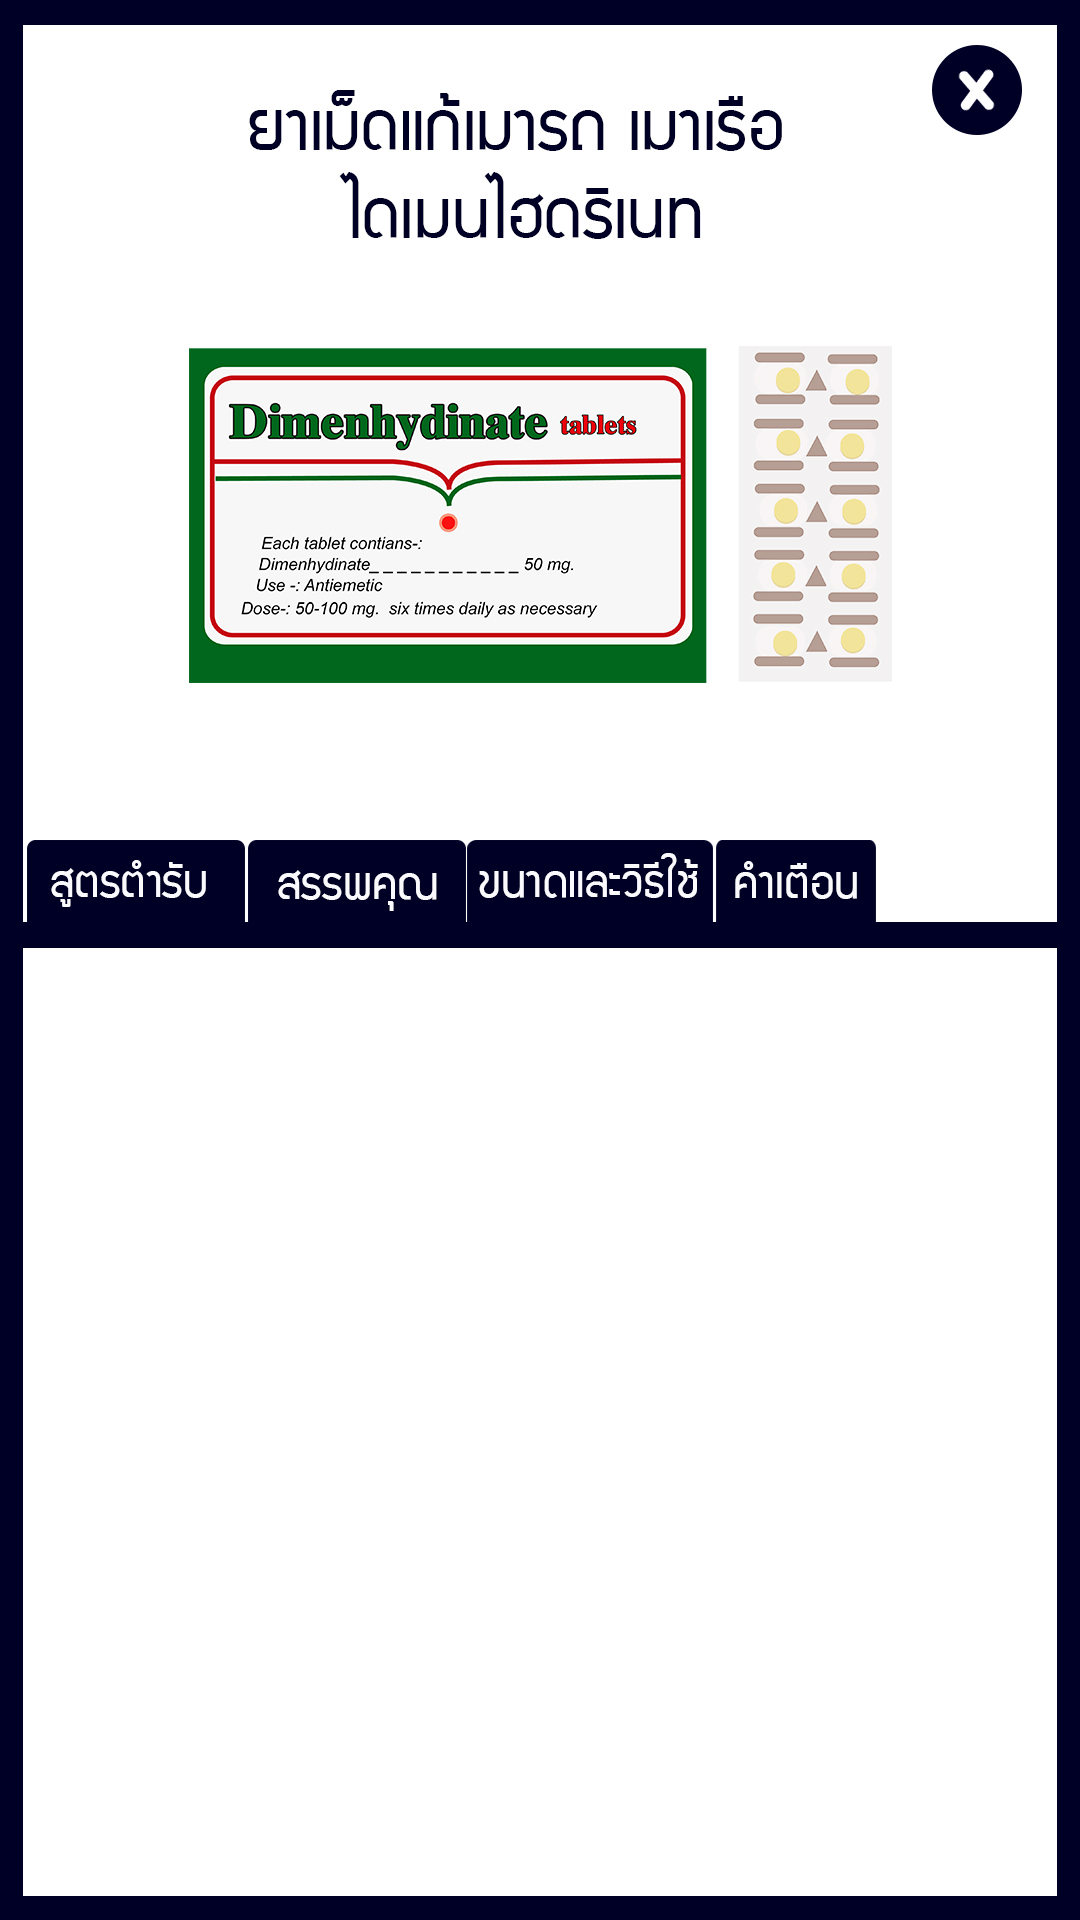 X
ยาเม็ดแก้เมารถ เมาเรือ
ไดเมนไฮดริเนท
Dimenhydinate tablets
Each tablet contians-:
Dimenhydinate_ _ _ _ _ _ _ _ _ _ _ 50 mg.
Use -: Antiemetic
Dose-: 50-100 mg. six times daily as necessary
สูตรตำรับ
สรรพคุณ
ขนาดและวิธีใช้
คำเตือน